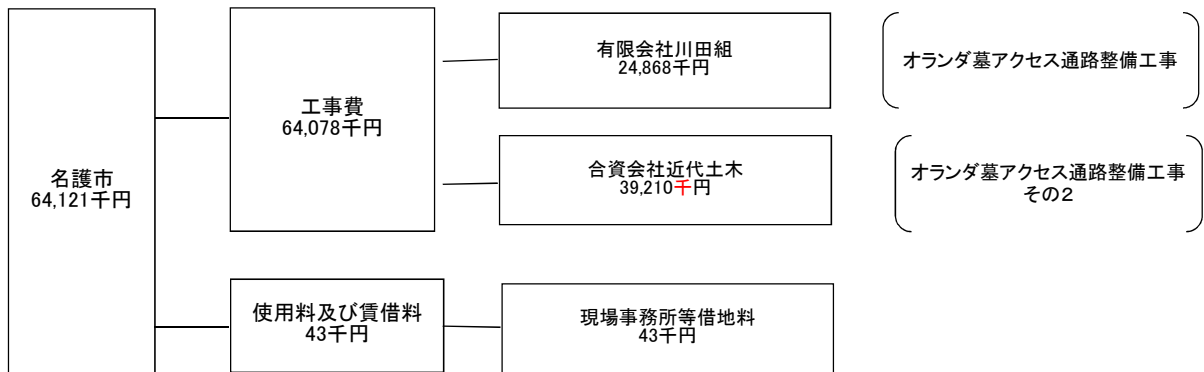 名護市
64,121千円
工事費
64,078千円
有限会社川田組
24,868千円
オランダ墓アクセス通路整備工事
合資会社近代土木
39,210千円
オランダ墓アクセス通路整備工事
その2
使用料及び賃借料
43千円
現場事務所等借地料
43千円